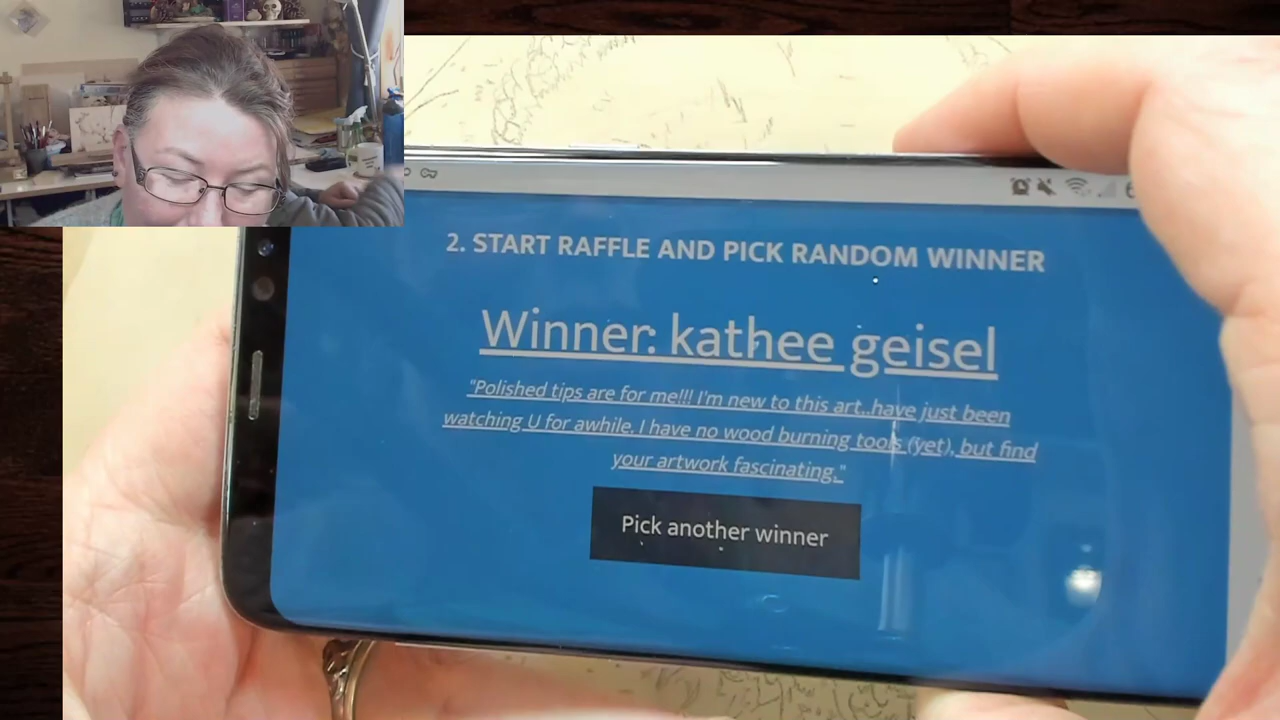 2. START RAFFLE AND PICK RANDOM WINNER
Winner: kathee geisel
"Polished tips are for me!!! I'm new to this art..have just been
watching U for awhile. I have no wood burning tools (yet), but find
your artwork fascinating."
Pick another winner